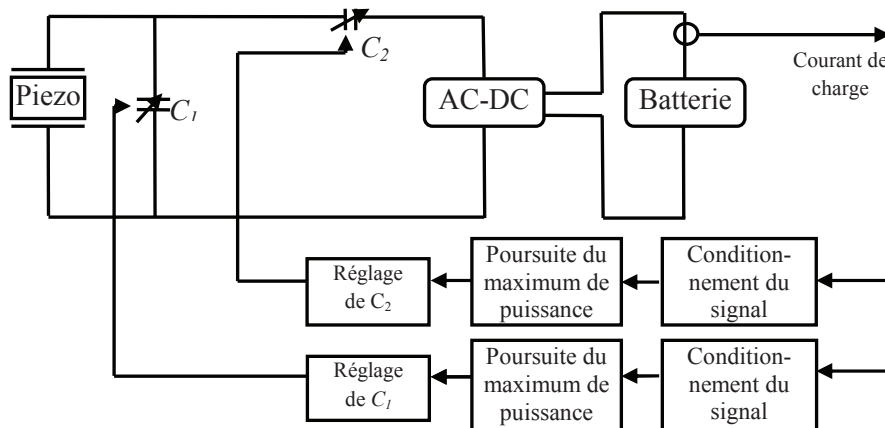 C2
Piezo
C1
AC-DC
Batterie
Courant de
charge
Réglage
de C2
Poursuite du
maximum de
puissance
Condition-
nement du
signal
Réglage
de C1
Poursuite du
maximum de
puissance
Condition-
nement du
signal